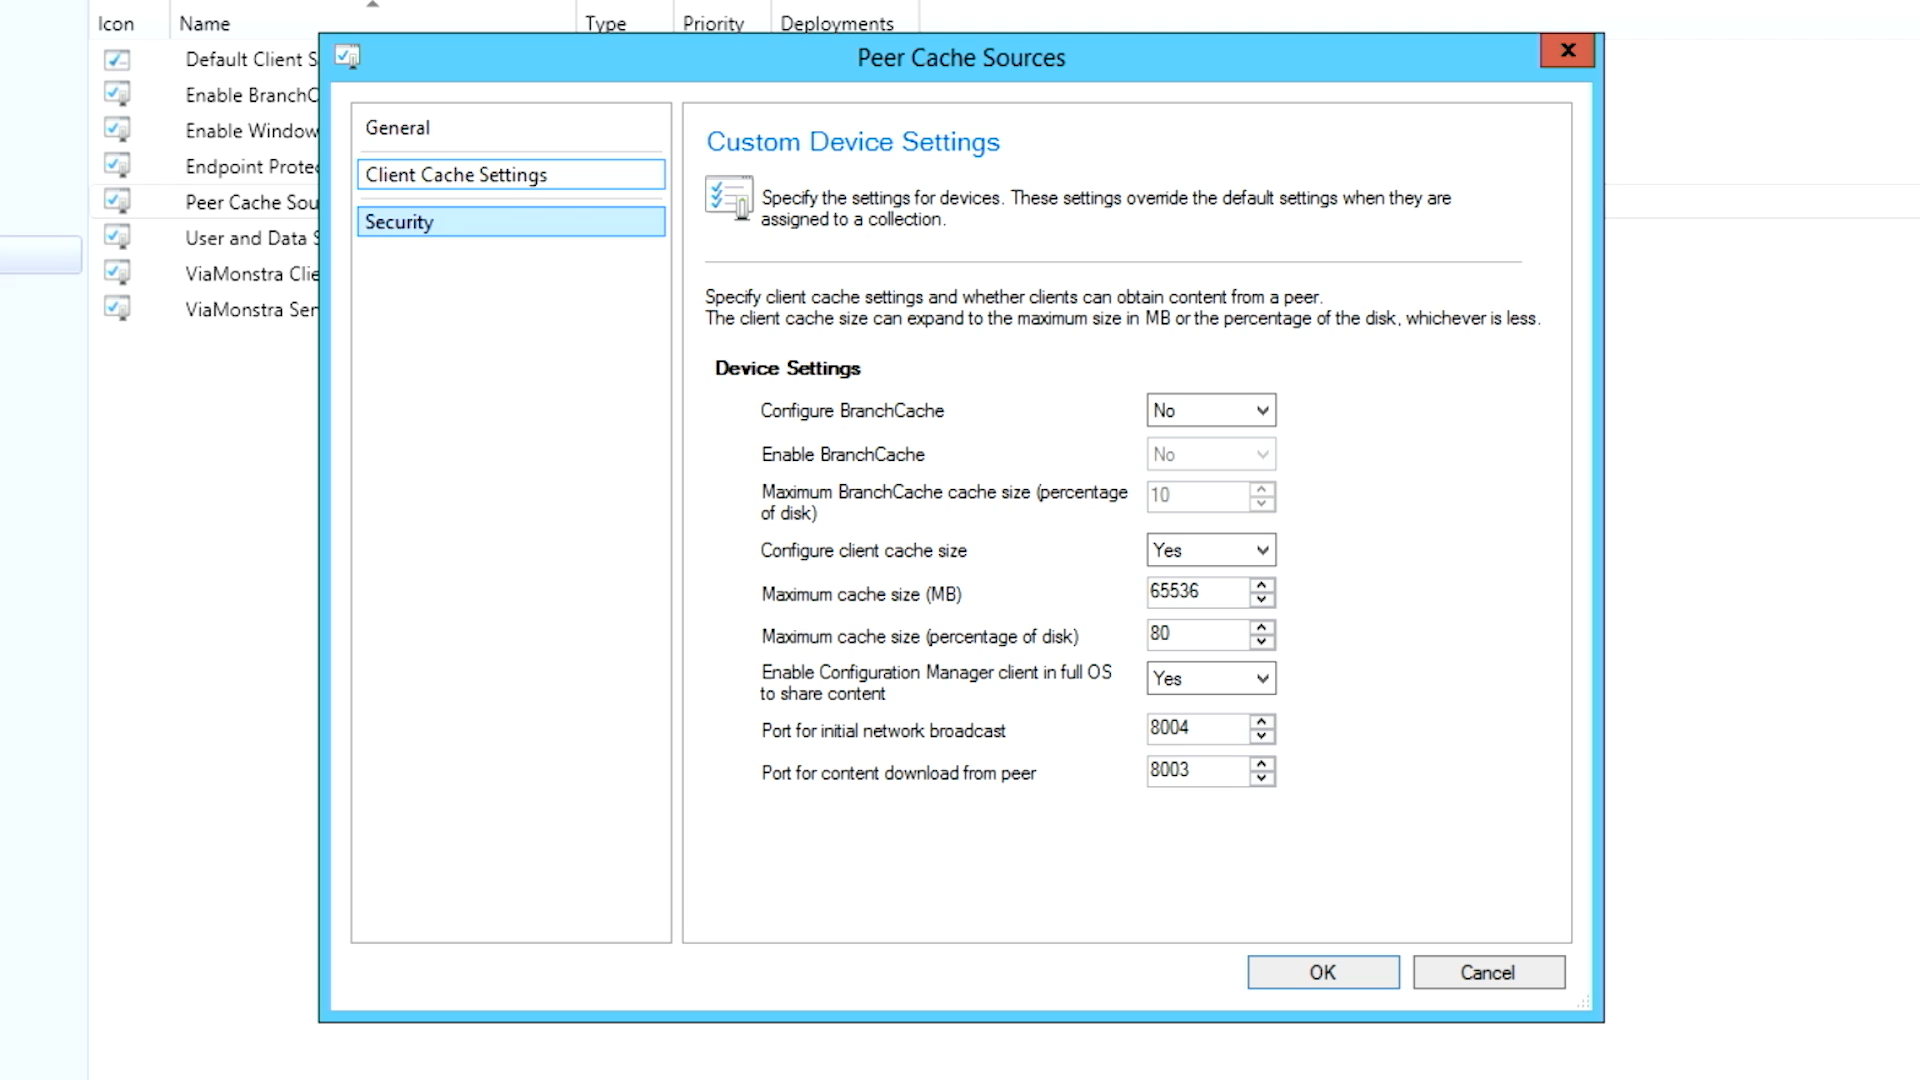 Icon Name Type Priority Deployments
Default Client S
Enable BranchC
Enable Window
Endpoint Protec
Peer Cache Sou
User and Data S
ViaMonstra Clie
ViaMonstra Ser
Peer Cache Sources
General
Client Cache Settings
Security
Custom Device Settings
Specify the settings for devices. These settings override the default settings when they are
assigned to a collection.
Specify client cache settings and whether clients can obtain content from a peer.
The client cache size can expand to the maximum size in MB or the percentage of the disk, whichever is less.
Device Settings
Configure BranchCache No
Enable BranchCache No
Maximum BranchCache cache size (percentage 10
of disk)
Configure client cache size Yes
Maximum cache size (MB) 65536
Maximum cache size (percentage of disk) 80
Enable Configuration Manager client in full OS Yes
to share content
Port for initial network broadcast 8004
Port for content download from peer 8003
OK Cancel